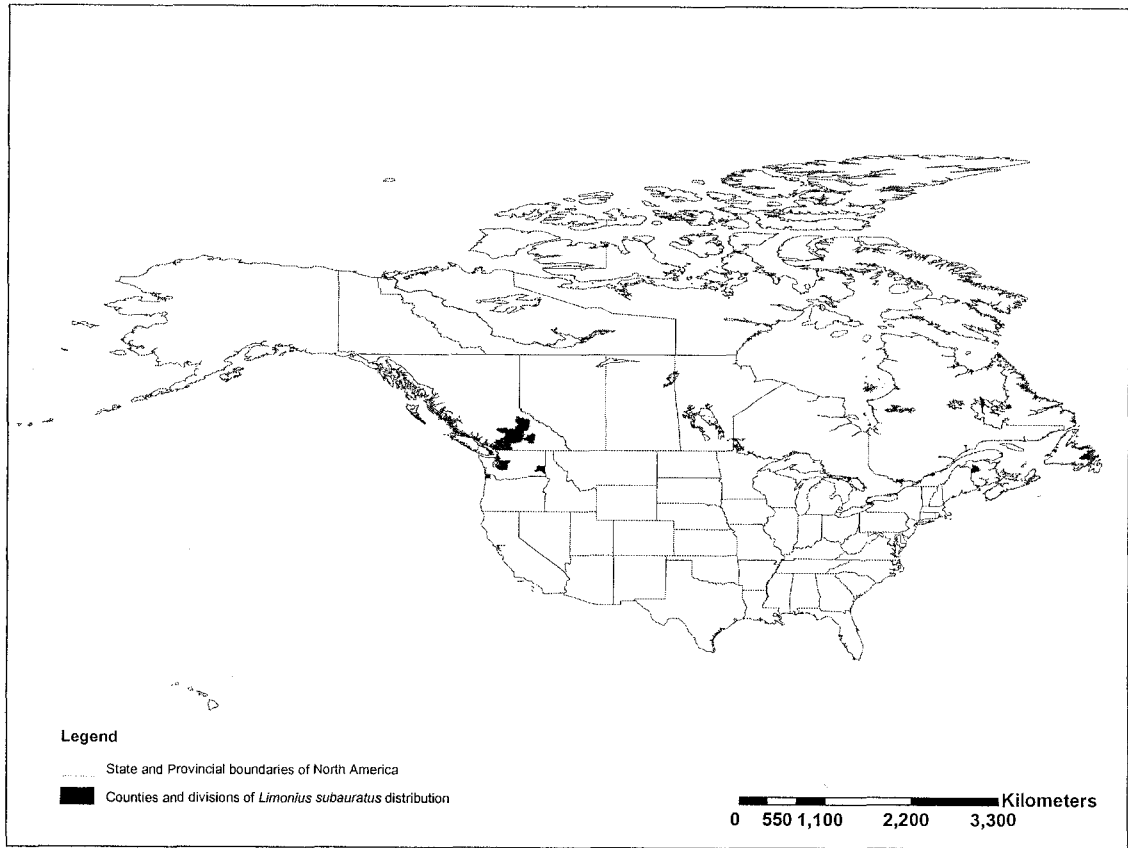 Legend
State and Provincial boundaries of North America
Counties and divisions of Limonius subauratus distribution
Kilometers
0 550 1,100 2,200 3,300